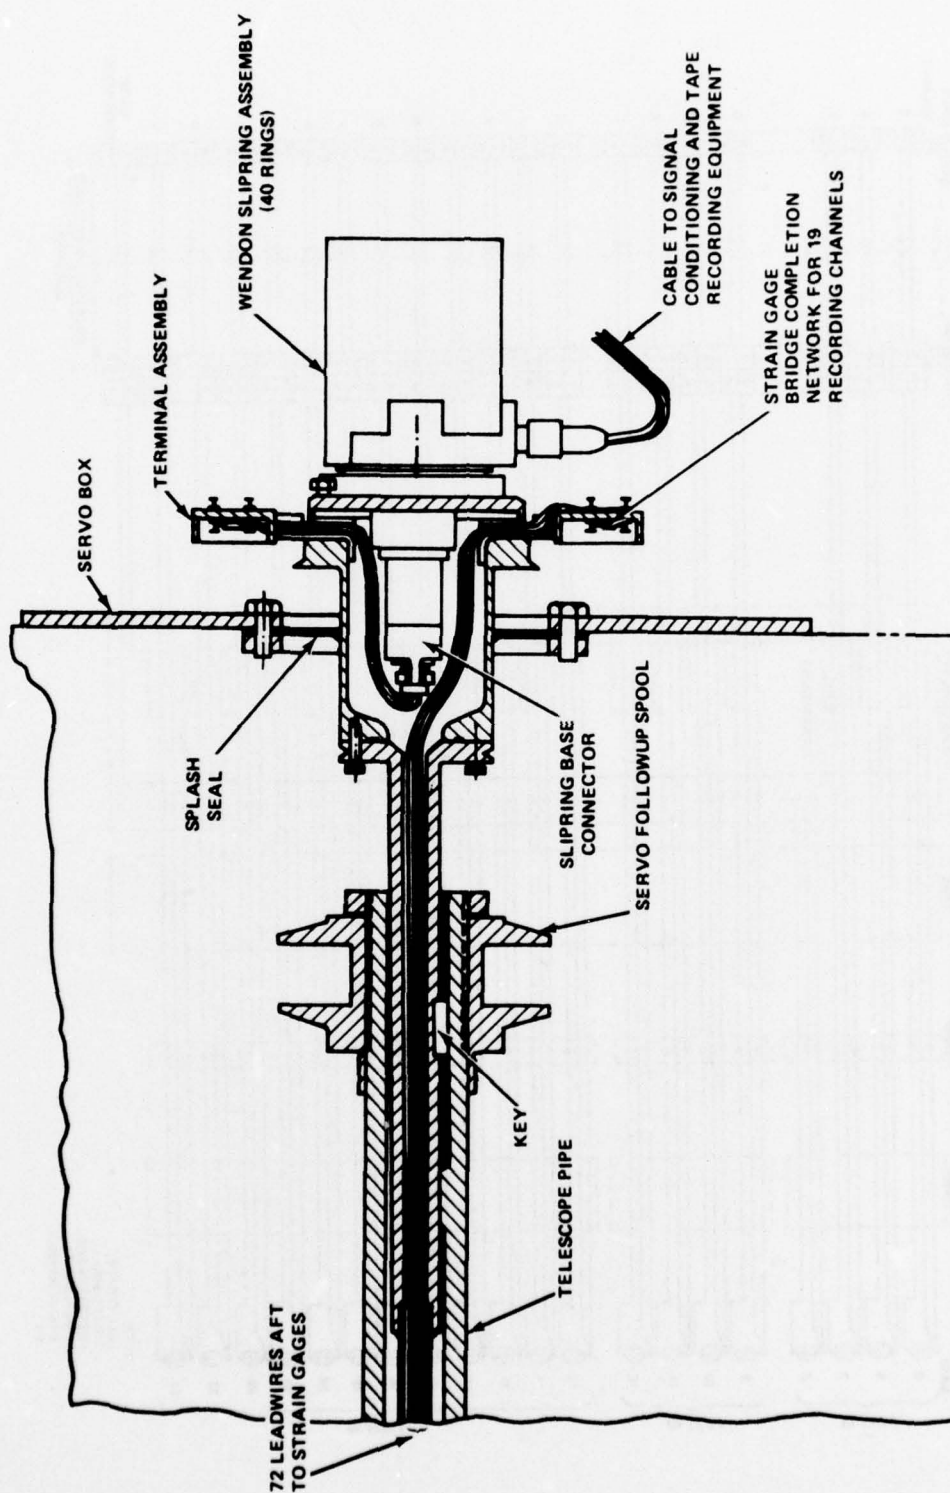 SERVO BOX
TERMINAL ASSEMBLY
WENDON SLIPRING ASSEMBLY
(40 RINGS)
SPLASH
SEAL
72 LEADWIRES AFT
TO STRAIN GAGES
TELESCOPE PIPE
KEY
SERVO FOLLOWUP SPOOL
SLIPRING BASE
CONNECTOR
CABLE TO SIGNAL
CONDITIONING AND TAPE
RECORDING EQUIPMENT
STRAIN GAGE
BRIDGE COMPLETION
NETWORK FOR 19
RECORDING CHANNELS